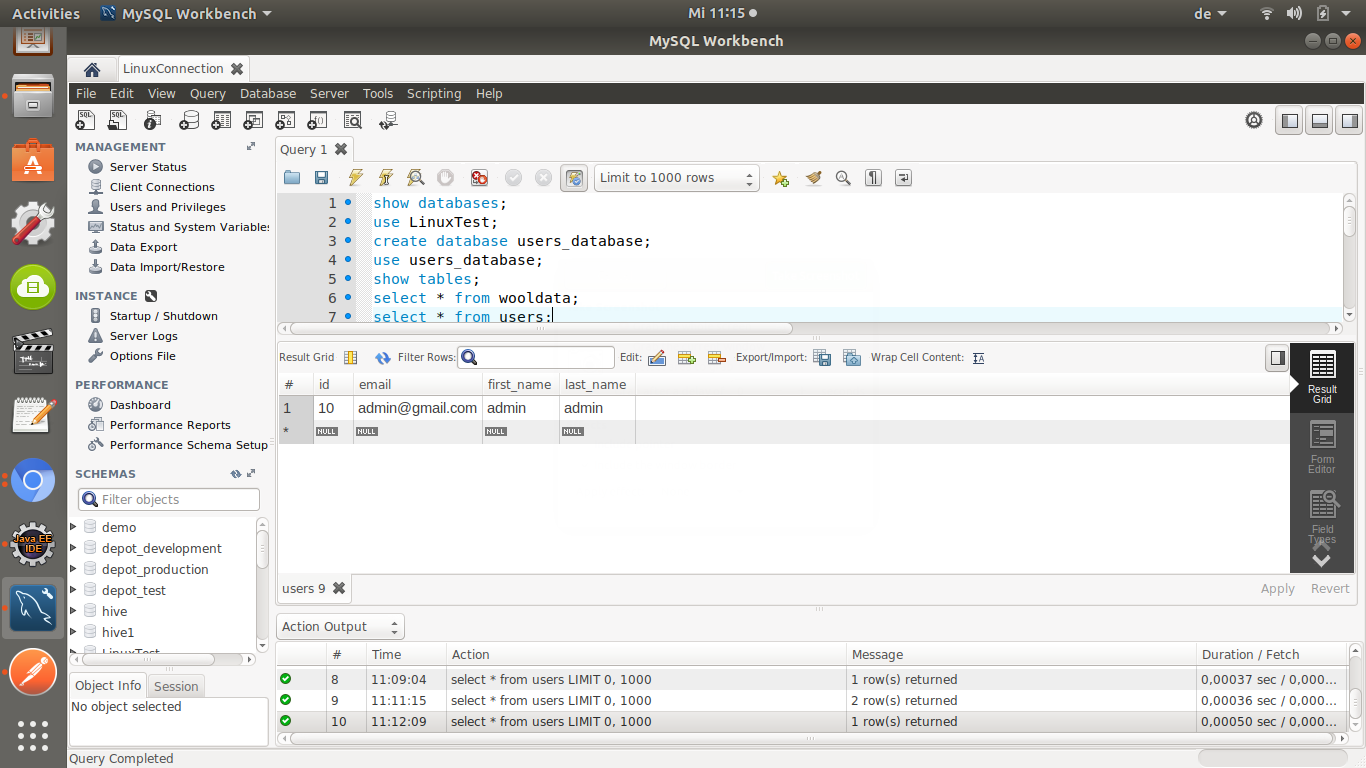 Activities MySQL Workbench Mi 11:15 de
MySQL Workbench
LinuxConnection
File Edit View Query Database Server Tools Scripting Help
MANAGEMENT
Server Status
Client Connections
Users and Privileges
Status and System Variables
Data Export
Data Import/Restore
INSTANCE
Startup / Shutdown
Server Logs
Options File
PERFORMANCE
Dashboard
Performance Reports
Performance Schema Setup
SCHEMAS
Filter objects
demo
depot_development
depot_production
depot_test
hive
hive1
LinuxTest
Object Info Session
No object selected
Query 1
Limit to 1000 rows
1 show databases;
2 use LinuxTest;
3 create database users_database;
4 use users_database;
5 show tables;
6 select * from wooldata;
7 select * from users;
Result Grid Filter Rows: Edit: Export/Import: Wrap Cell Content:
# id email first_name last_name
1 10 admin@gmail.com admin admin
* NULL NULL NULL NULL
Result
Grid
Form
Editor
Field
Types
users 9 Apply Revert
Action Output
# Time Action Message Duration / Fetch
8 11:09:04 select * from users LIMIT 0, 1000 1 row(s) returned 0,00037 sec / 0,000...
9 11:11:15 select * from users LIMIT 0, 1000 2 row(s) returned 0,00036 sec / 0,000...
10 11:12:09 select * from users LIMIT 0, 1000 1 row(s) returned 0,00050 sec / 0,000...
Java EE
IDE
Query Completed